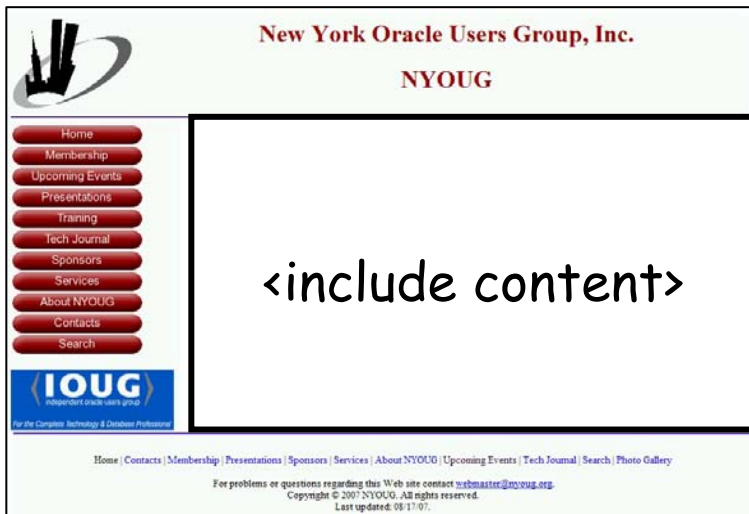 New York Oracle Users Group, Inc.
NYOUG
Home
Membership
Upcoming Events
Presentations
Training
Tech Journal
Sponsors
Services
About NYOUG
Contacts
Search
<include content>
IOUG
independent oracle users group
For the Complete Technology & Database Professional
Home | Contacts | Membership | Presentations | Sponsors | Services | About NYOUG | Upcoming Events | Tech Journal | Search | Photo Gallery
For problems or questions regarding this Web site contact webmaster@nyoug.org.
Copyright © 2007 NYOUG. All rights reserved.
Last updated: 08/17/07.